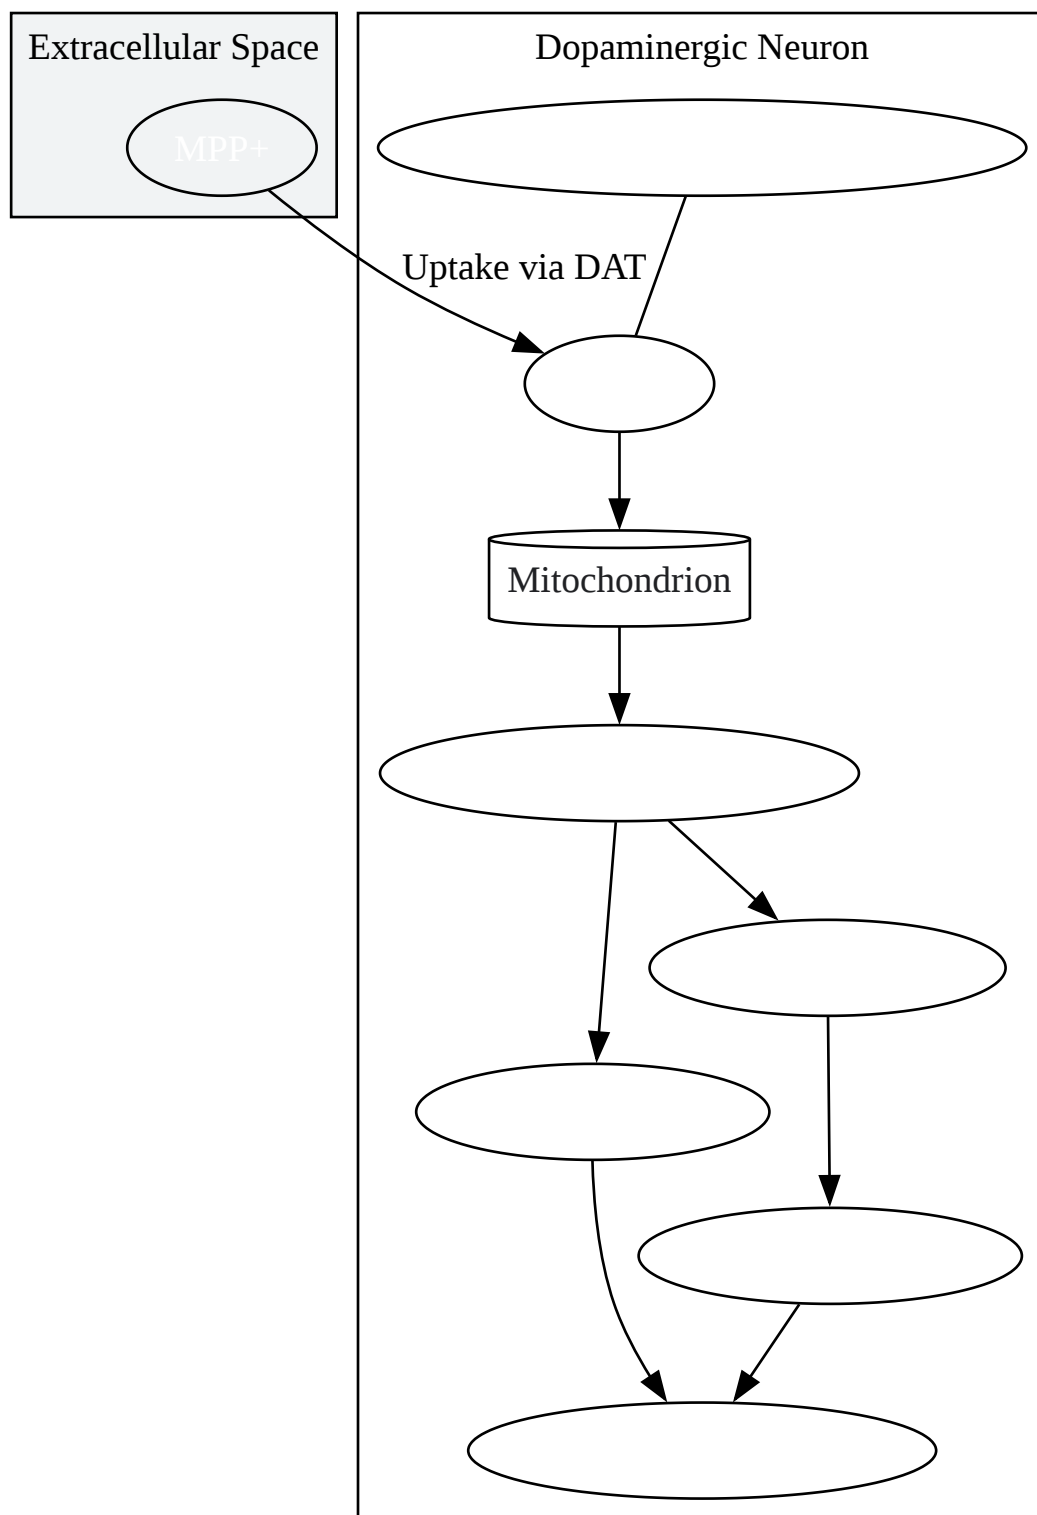 Extracellular Space
Dopaminergic Neuron
MPP+
Uptake via DAT
Mitochondrion